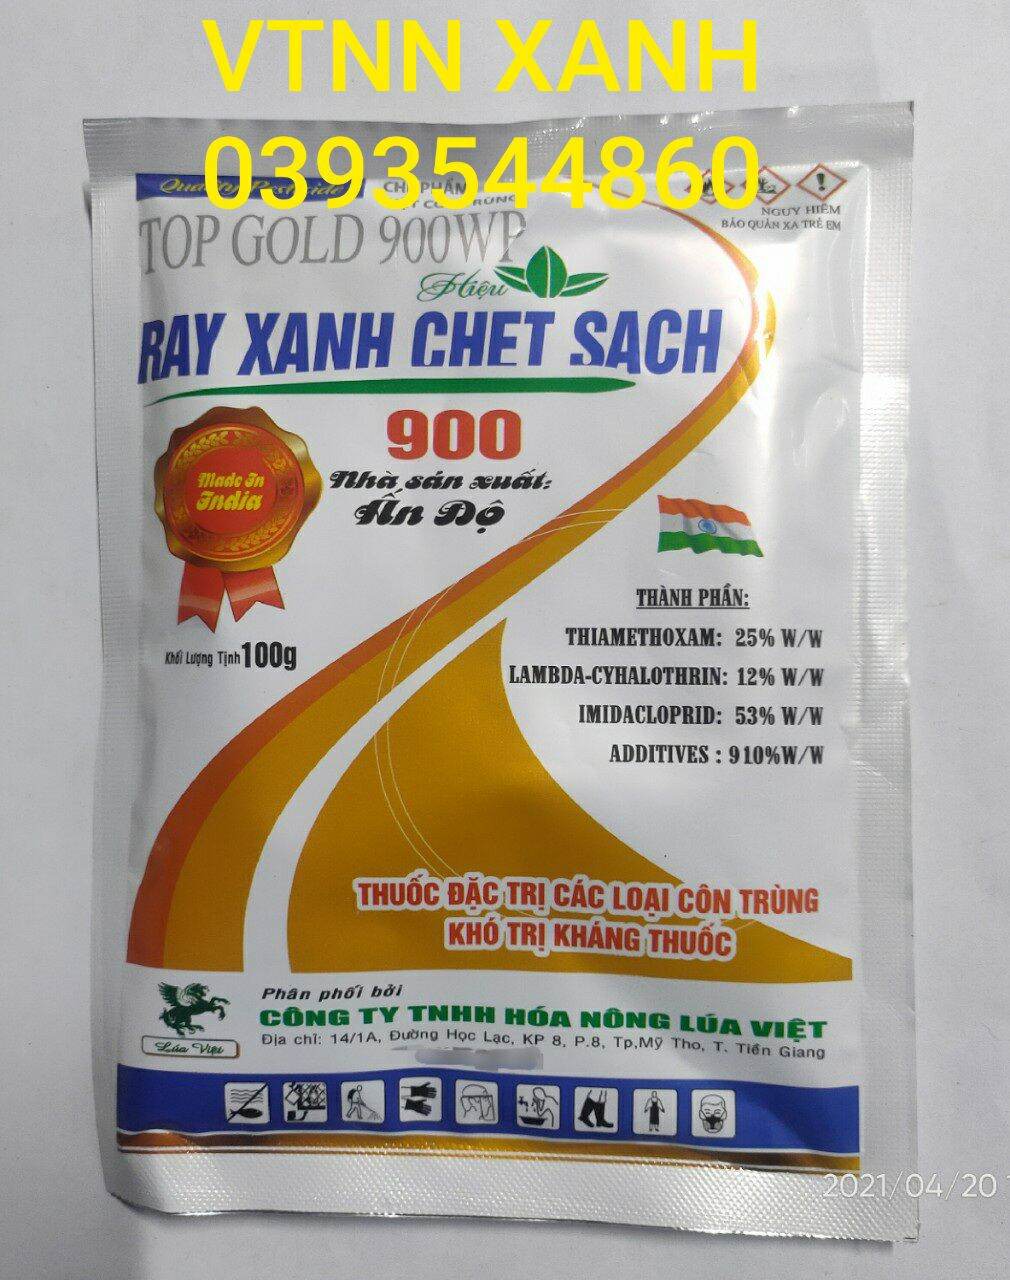 VTNN XANH
0393544860
TOP GOLD 900WP
NGUY HIỂM
BẢO QUẢN XA TRẺ EM
Hiệu
RAY XANH CHET SACH
900
Nhà sản xuất:
Ấn Độ
Made In
India
Khối Lượng Tịnh 100g
THÀNH PHẦN:
THIAMETHOXAM: 25% W/W
LAMBDA-CYHALOTHRIN: 12% W/W
IMIDACLOPRID: 53% W/W
ADDITIVES : 910%W/W
THUỐC ĐẶC TRỊ CÁC LOẠI CÔN TRÙNG
KHÓ TRỊ KHÁNG THUỐC
Phân phối bởi
CÔNG TY TNHH HÓA NÔNG LÚA VIỆT
Địa chỉ: 14/1A, Đường Học Lạc, KP 8, P.8, Tp,Mỹ Tho, T. Tiền Giang
Lúa Việt
2021/04/20